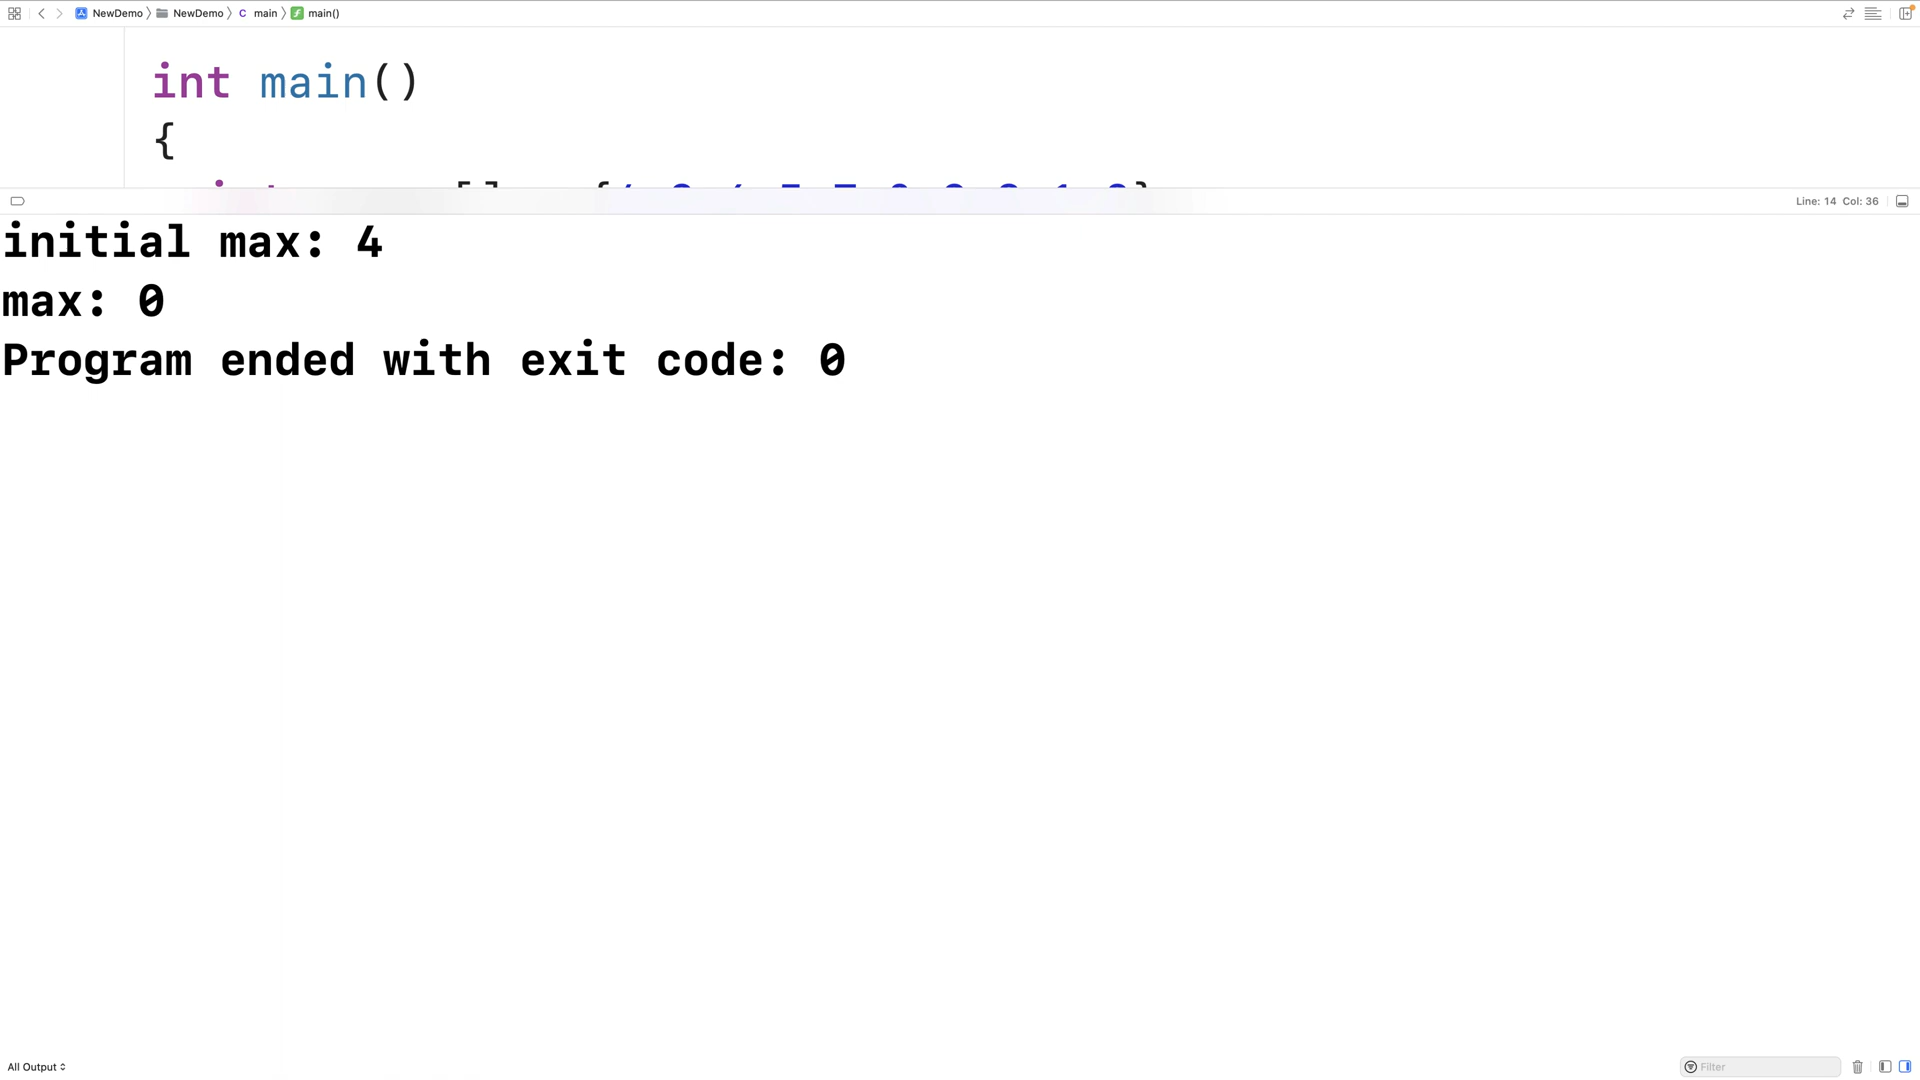 NewDemo NewDemo C main f main()
int main()
{
Line: 14 Col: 36
initial max: 4
max: 0
Program ended with exit code: 0
All Output
Filter